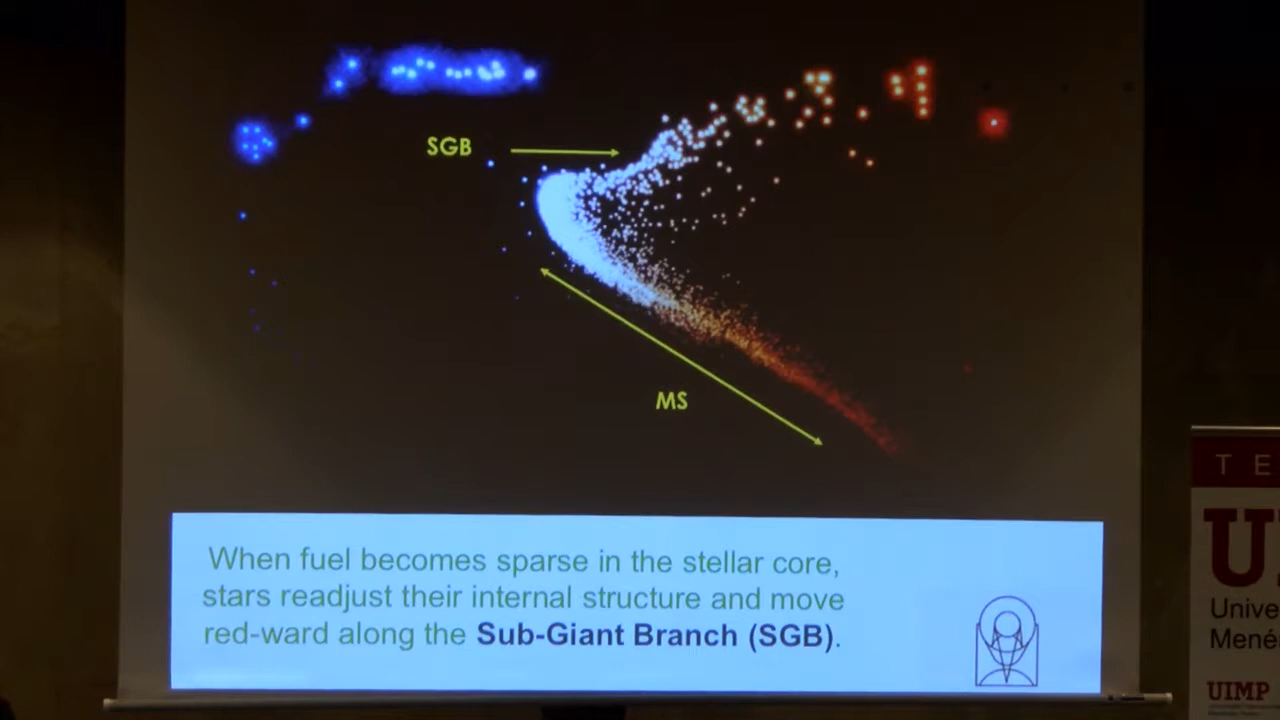 SGB
MS
When fuel becomes sparse in the stellar core,
stars readjust their internal structure and move
red-ward along the Sub-Giant Branch (SGB).
T E
U
Unive
Mené
UIMP